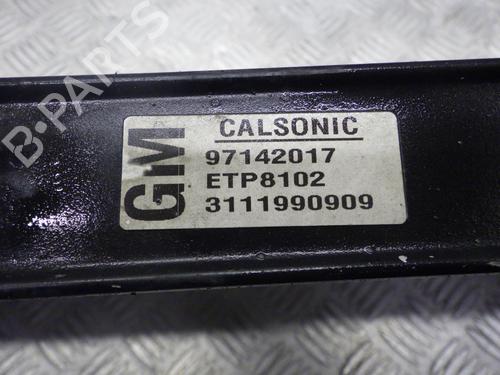 B-PARTS
GM
CALSONIC
97142017
ETP8102
3111990909